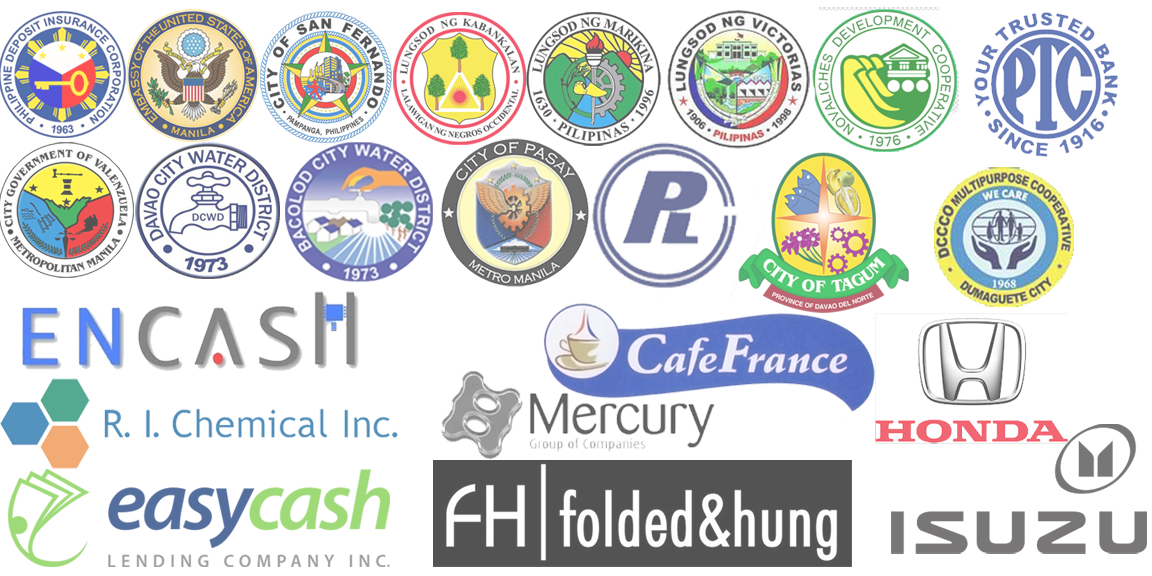 PHILIPPINE DEPOSIT INSURANCE CORPORATION
• 1963 •
EMBASSY OF THE UNITED STATES OF AMERICA
• MANILA •
CITY OF SAN FERNANDO
• PAMPANGA, PHILIPPINES •
LUNGSOD NG KABANKALAN
LALAWIGAN NG NEGROS OCCIDENTAL
LUNGSOD NG MARIKINA
1630 • PILIPINAS • 1996
LUNGSOD NG VICTORIAS
1906 • PILIPINAS • 1998
NOVALICHES DEVELOPMENT COOPERATIVE
• 1976 •
YOUR TRUSTED BANK
PTC
SINCE 1916
CITY GOVERNMENT OF VALENZUELA
METROPOLITAN MANILA
DAVAO CITY WATER DISTRICT
DCWD
1973
BACOLOD CITY WATER DISTRICT
• 1973 •
CITY OF PASAY
METRO MANILA
PL
CITY OF TAGUM
PROVINCE OF DAVAO DEL NORTE
DCCCO MULTIPURPOSE COOPERATIVE
WE CARE
1968
DUMAGUETE CITY
ENCASH
CafeFrance
HONDA
R. I. Chemical Inc.
Mercury
Group of Companies
easycash
LENDING COMPANY INC.
FH | folded&hung
ISUZU